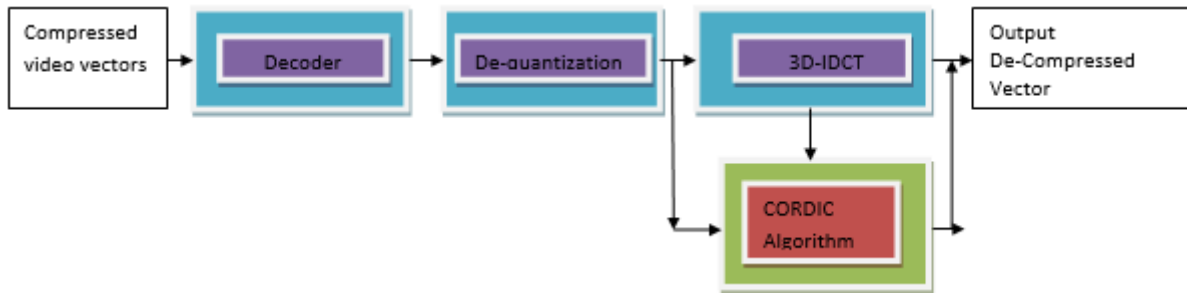 Compressed
video vectors
Decoder
De-quantization
3D-IDCT
Output
De-Compressed
Vector
CORDIC
Algorithm